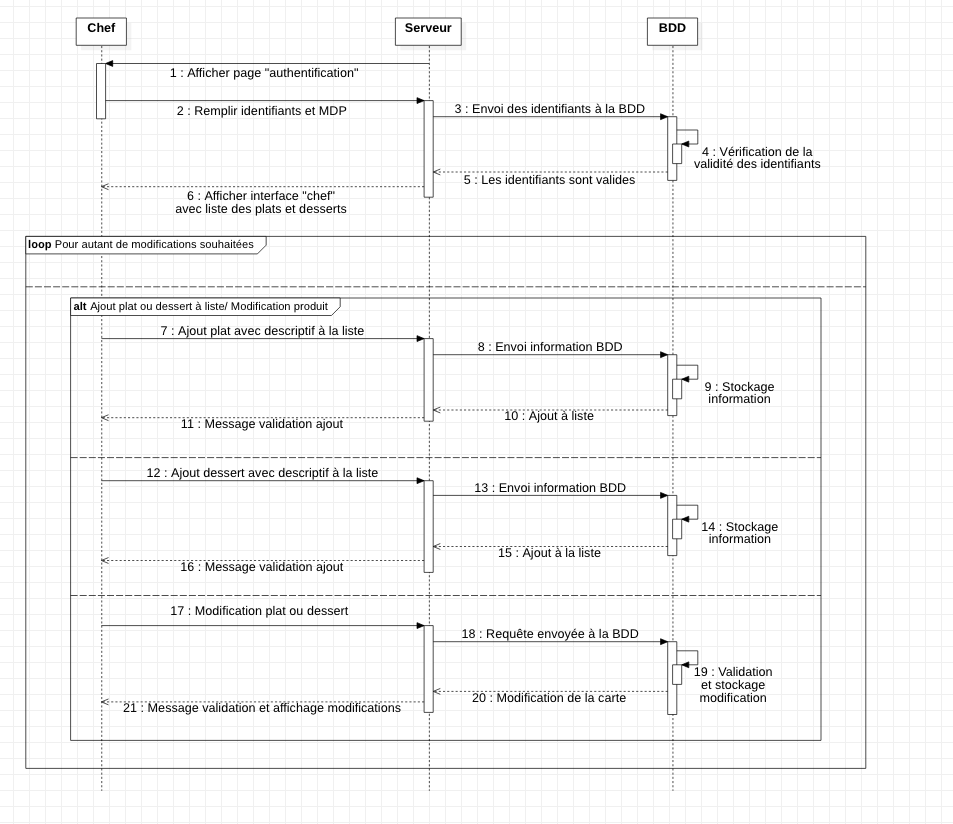 Chef
Serveur
BDD
1 : Afficher page "authentification"
2 : Remplir identifiants et MDP
3 : Envoi des identifiants à la BDD
4 : Vérification de la
validité des identifiants
5 : Les identifiants sont valides
6 : Afficher interface "chef"
avec liste des plats et desserts
loop Pour autant de modifications souhaitées
alt Ajout plat ou dessert à liste/ Modification produit
7 : Ajout plat avec descriptif à la liste
8 : Envoi information BDD
9 : Stockage
information
10 : Ajout à liste
11 : Message validation ajout
12 : Ajout dessert avec descriptif à la liste
13 : Envoi information BDD
14 : Stockage
information
15 : Ajout à la liste
16 : Message validation ajout
17 : Modification plat ou dessert
18 : Requête envoyée à la BDD
19 : Validation
et stockage
modification
20 : Modification de la carte
21 : Message validation et affichage modifications